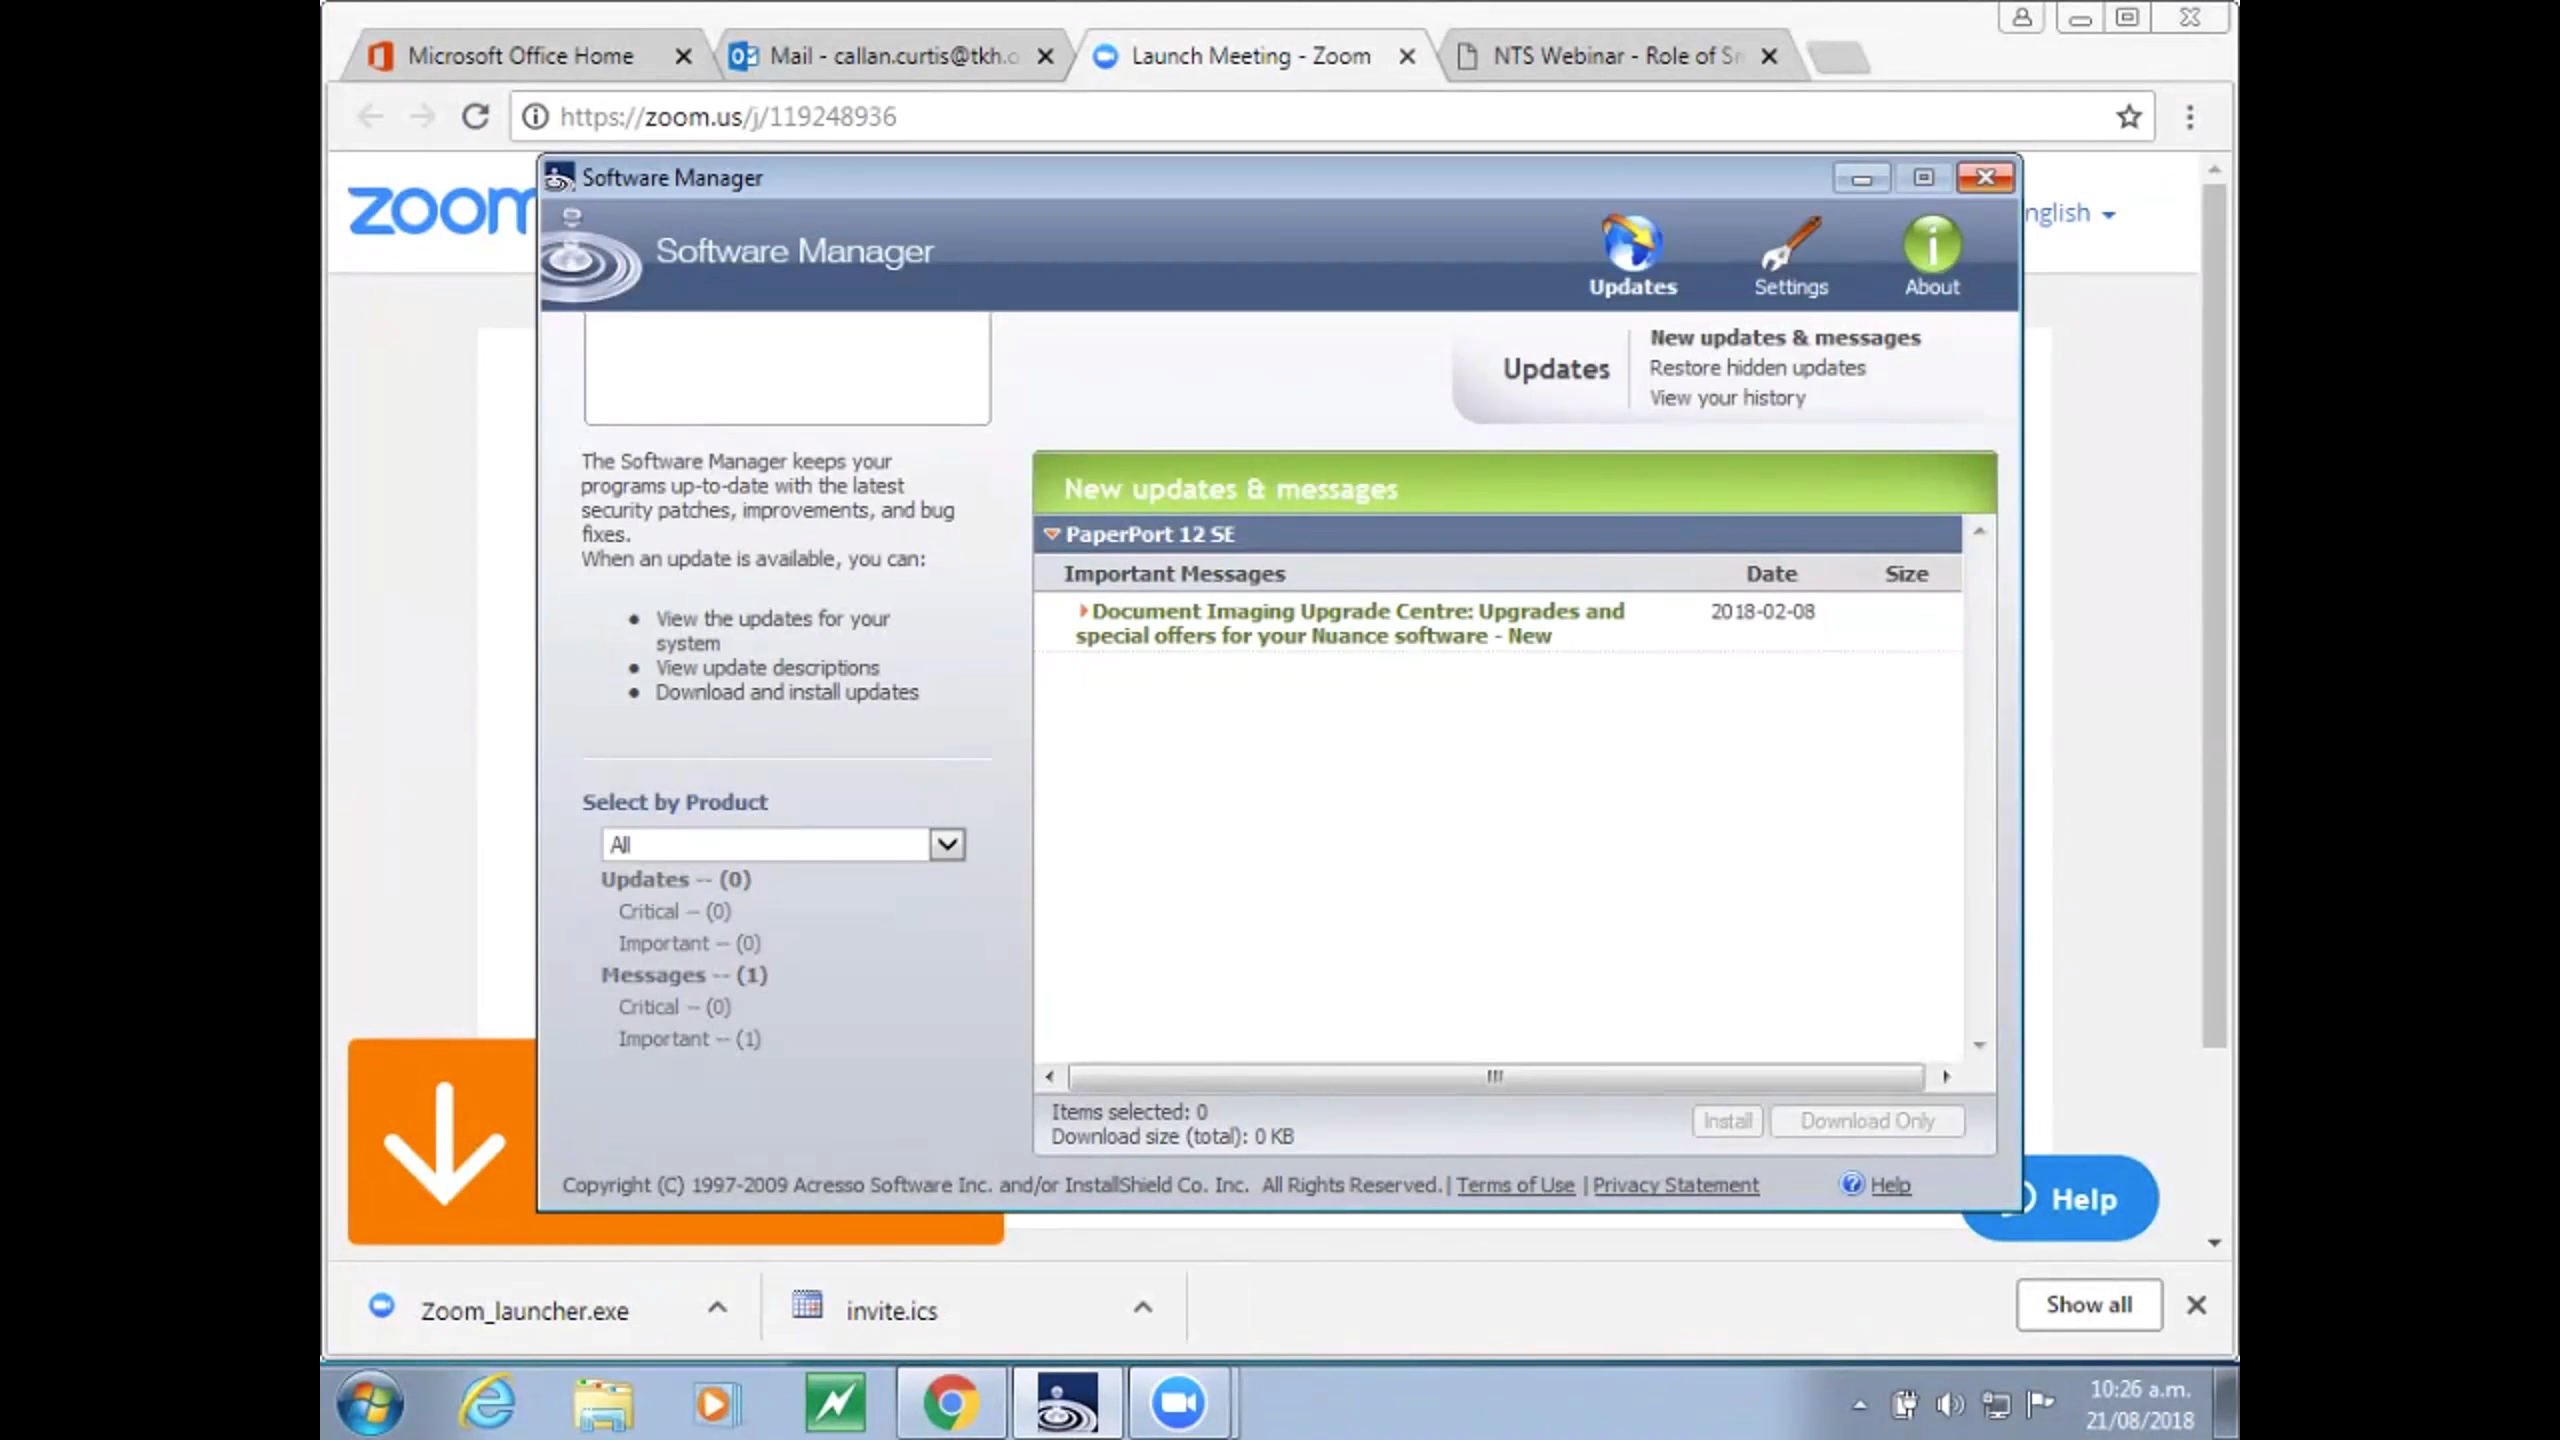 Microsoft Office Home
Mail - callan.curtis@tkh.o
Launch Meeting - Zoom
NTS Webinar - Role of Sn
https://zoom.us/j/119248936
Software Manager
zoom
nglish
Software Manager
Updates
Settings
About
Updates
New updates & messages
Restore hidden updates
View your history
The Software Manager keeps your
programs up-to-date with the latest
security patches, improvements, and bug
fixes.
When an update is available, you can:
View the updates for your
system
View update descriptions
Download and install updates
Select by Product
All
Updates -- (0)
Critical -- (0)
Important -- (0)
Messages -- (1)
Critical -- (0)
Important -- (1)
New updates & messages
PaperPort 12 SE
Important Messages Date Size
Document Imaging Upgrade Centre: Upgrades and 2018-02-08
special offers for your Nuance software - New
Items selected: 0
Download size (total): 0 KB
Install
Download Only
Copyright (C) 1997-2009 Acresso Software Inc. and/or InstallShield Co. Inc. All Rights Reserved. | Terms of Use | Privacy Statement
Help
Help
Zoom_launcher.exe
invite.ics
Show all
10:26 a.m.
21/08/2018